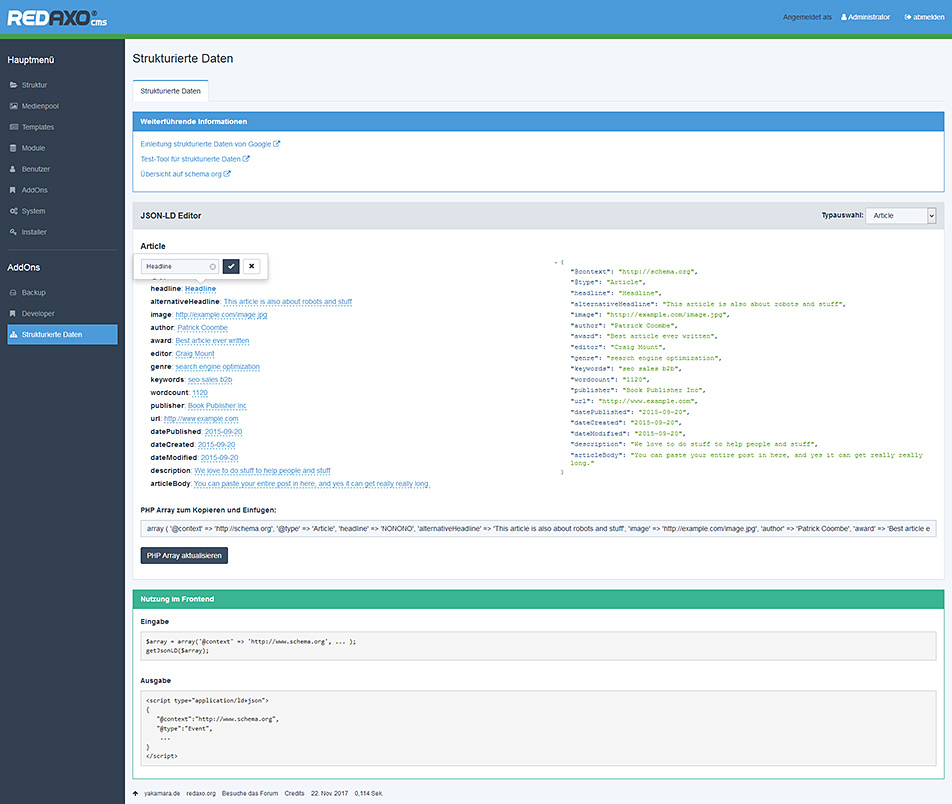 REDAXO® cms
Angemeldet als Administrator abmelden
Hauptmenü
Struktur
Medienpool
Templates
Module
Benutzer
AddOns
System
Installer
AddOns
Backup
Developer
Strukturierte Daten
Strukturierte Daten
Strukturierte Daten
Weiterführende Informationen
Einleitung strukturierte Daten von Google
Test-Tool für strukturierte Daten
Übersicht auf schema.org
JSON-LD Editor
Typauswahl: Article
Article
Headline
headline: Headline
alternativeHeadline: This article is also about robots and stuff
image: http://example.com/image.jpg
author: Patrick Coombe
award: Best article ever written
editor: Craig Mount
genre: search engine optimization
keywords: seo sales b2b
wordcount: 1120
publisher: Book Publisher Inc
url: http://www.example.com
datePublished: 2015-09-20
dateCreated: 2015-09-20
dateModified: 2015-09-20
description: We love to do stuff to help people and stuff
articleBody: You can paste your entire post in here, and yes it can get really really long.
- {
"@context": "http://schema.org",
"@type": "Article",
"headline": "Headline",
"alternativeHeadline": "This article is also about robots and stuff",
"image": "http://example.com/image.jpg",
"author": "Patrick Coombe",
"award": "Best article ever written",
"editor": "Craig Mount",
"genre": "search engine optimization",
"keywords": "seo sales b2b",
"wordcount": "1120",
"publisher": "Book Publisher Inc",
"url": "http://www.example.com",
"datePublished": "2015-09-20",
"dateCreated": "2015-09-20",
"dateModified": "2015-09-20",
"description": "We love to do stuff to help people and stuff",
"articleBody": "You can paste your entire post in here, and yes it can get really really
long."
}
PHP Array zum Kopieren und Einfügen:
array ( '@context' => 'http://schema.org', '@type' => 'Article', 'headline' => 'NONONO', 'alternativeHeadline' => 'This article is also about robots and stuff', 'image' => 'http://example.com/image.jpg', 'author' => 'Patrick Coombe', 'award' => 'Best article e
PHP Array aktualisieren
Nutzung im Frontend
Eingabe
$array = array('@context' => 'http://www.schema.org', ... );
getJsonLD($array);
Ausgabe
<script type="application/ld+json">
{
"@context":"http://www.schema.org",
"@type":"Event",
...
}
</script>
yakamara.de redaxo.org Besuche das Forum Credits 22. Nov. 2017 0,114 Sek.